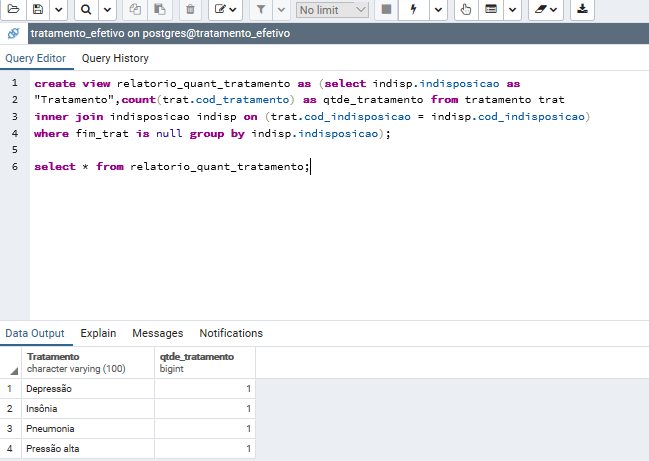 No limit
tratamento_efetivo on postgres@tratamento_efetivo
Query Editor Query History
1 create view relatorio_quant_tratamento as (select indisp.indisposicao as
2 "Tratamento",count(trat.cod_tratamento) as qtde_tratamento from tratamento trat
3 inner join indisposicao indisp on (trat.cod_indisposicao = indisp.cod_indisposicao)
4 where fim_trat is null group by indisp.indisposicao);
5
6 select * from relatorio_quant_tratamento;
Data Output Explain Messages Notifications
Tratamento qtde_tratamento
character varying (100) bigint
1 Depressão 1
2 Insônia 1
3 Pneumonia 1
4 Pressão alta 1